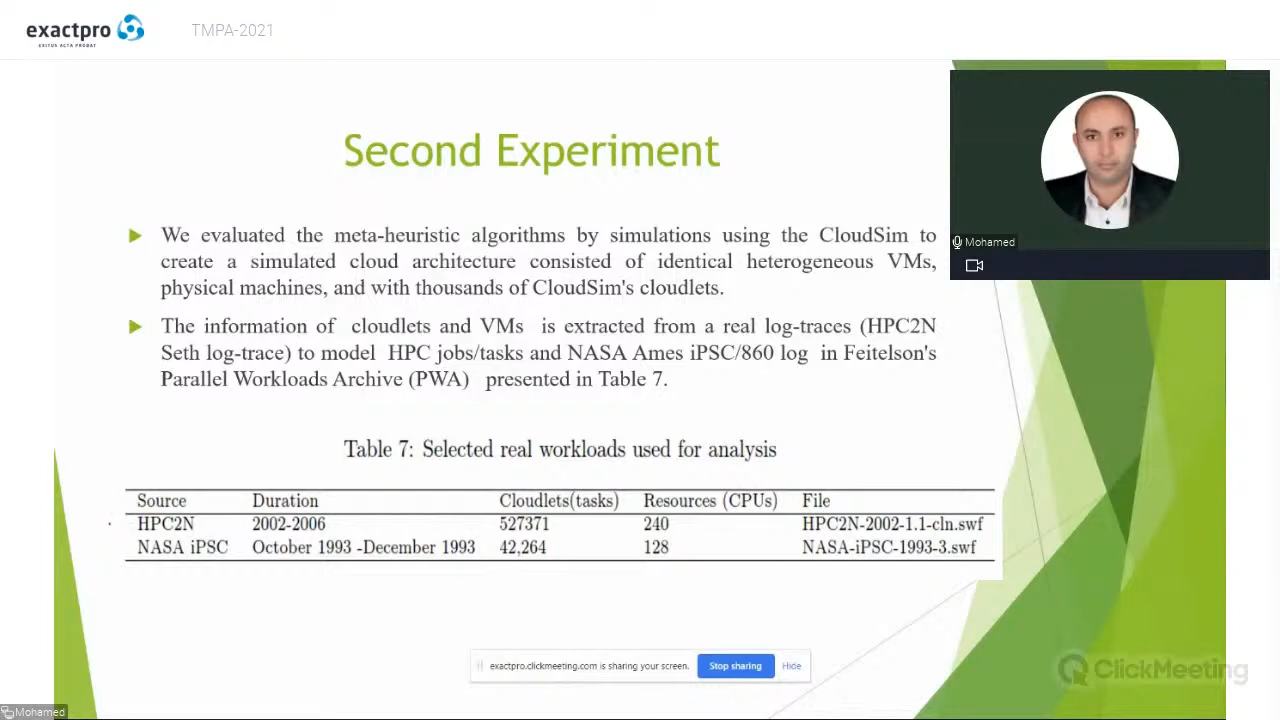 exactpro
EXITUS ACTA PROBAT
TMPA-2021
Second Experiment
We evaluated the meta-heuristic algorithms by simulations using the CloudSim to
create a simulated cloud architecture consisted of identical heterogeneous VMs,
physical machines, and with thousands of CloudSim's cloudlets.
The information of cloudlets and VMs is extracted from a real log-traces (HPC2N
Seth log-trace) to model HPC jobs/tasks and NASA Ames iPSC/860 log in Feitelson's
Parallel Workloads Archive (PWA) presented in Table 7.
Table 7: Selected real workloads used for analysis
Source Duration Cloudlets(tasks) Resources (CPUs) File
HPC2N 2002-2006 527371 240 HPC2N-2002-1.1-cln.swf
NASA iPSC October 1993 -December 1993 42,264 128 NASA-iPSC-1993-3.swf
Mohamed
exactpro.clickmeeting.com is sharing your screen. Stop sharing Hide
ClickMeeting
Mohamed